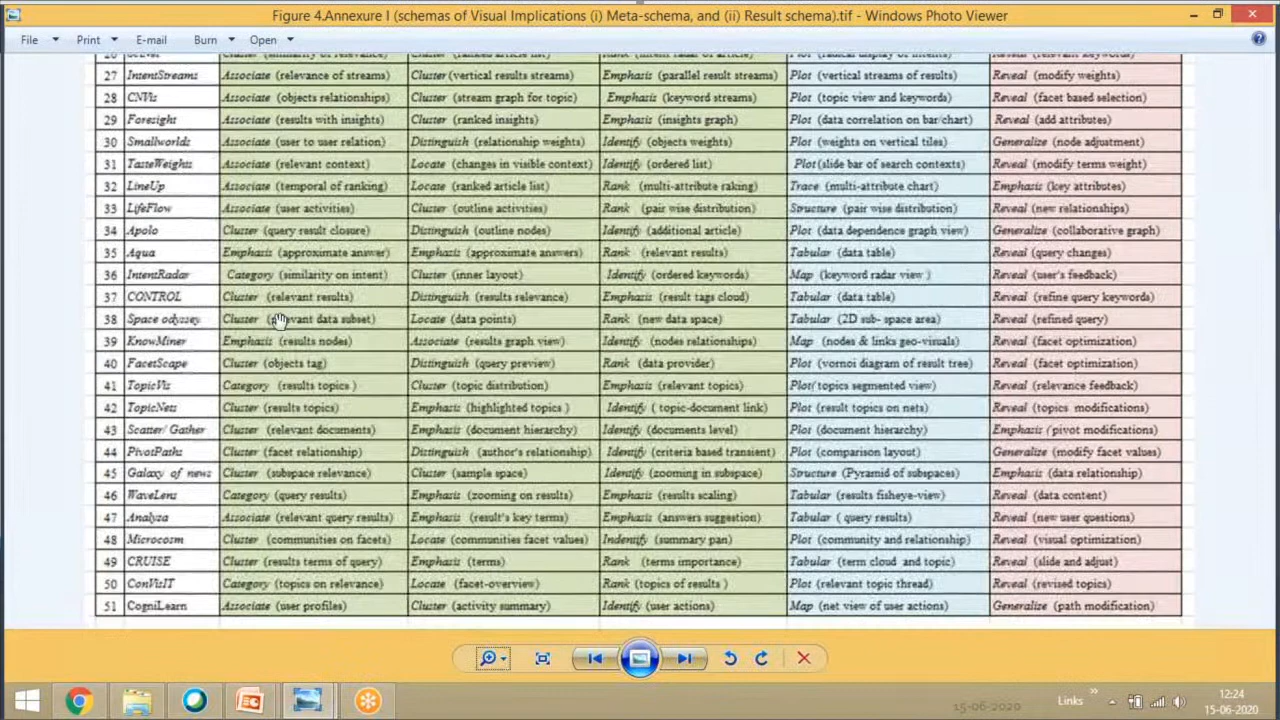 Figure 4.Annexure I (schemas of Visual Implications (i) Meta-schema, and (ii) Result schema).tif - Windows Photo Viewer
File Print E-mail Burn Open
27 IntentStreams Associate (relevance of streams) Cluster (vertical results streams) Emphasis (parallel result streams) Plot (vertical streams of results) Reveal (modify weights)
28 CNVis Associate (objects relationships) Cluster (stream graph for topic) Emphasis (keyword streams) Plot (topic view and keywords) Reveal (facet based selection)
29 Foresight Associate (results with insights) Cluster (ranked insights) Emphasis (insights graph) Plot (data correlation on bar/chart) Reveal (add attributes)
30 Smallworlds Associate (user to user relation) Distinguish (relationship weights) Identify (objects weights) Plot (weights on vertical tiles) Generalize (node adjustment)
31 TasteWeights Associate (relevant context) Locate (changes in visible context) Identify (ordered list) Plot (slide bar of search contexts) Reveal (modify terms weight)
32 LineUp Associate (temporal of ranking) Locate (ranked article list) Rank (multi-attribute raking) Trace (multi-attribute chart) Emphasis (key attributes)
33 LifeFlow Associate (user activities) Cluster (outline activities) Rank (pair wise distribution) Structure (pair wise distribution) Reveal (new relationships)
34 Apolo Cluster (query result closure) Distinguish (outline nodes) Identify (additional article) Plot (data dependence graph view) Generalize (collaborative graph)
35 Aqua Emphasis (approximate answer) Emphasis (approximate answers) Rank (relevant results) Tabular (data table) Reveal (query changes)
36 IntentRadar Category (similarity on intent) Cluster (inner layout) Identify (ordered keywords) Map (keyword radar view ) Reveal (user's feedback)
37 CONTROL Cluster (relevant results) Distinguish (results relevance) Emphasis (result tags cloud) Tabular (data table) Reveal (refine query keywords)
38 Space odyssey Cluster (relevant data subset) Locate (data points) Rank (new data space) Tabular (2D sub- space area) Reveal (refined query)
39 KnowMiner Emphasis (results nodes) Associate (results graph view) Identify (nodes relationships) Map (nodes & links geo-visuals) Reveal (facet optimization)
40 FacetScape Cluster (objects tag) Distinguish (query preview) Rank (data provider) Plot (vornoi diagram of result tree) Reveal (facet optimization)
41 TopicVis Category (results topics ) Cluster (topic distribution) Emphasis (relevant topics) Plot( topics segmented view) Reveal (relevance feedback)
42 TopicNets Cluster (results topics) Emphasis (highlighted topics ) Identify ( topic-document link) Plot (result topics on nets) Reveal (topics modifications)
43 Scatter/ Gather Cluster (relevant documents) Emphasis (document hierarchy) Identify (documents level) Plot (document hierarchy) Emphasis ( pivot modifications)
44 PivotPaths Cluster (facet relationship) Distinguish (author's relationship) Identify (criteria based transient) Plot (comparison layout) Generalize (modify facet values)
45 Galaxy of news Cluster (subspace relevance) Cluster (sample space) Identify (zooming in subspace) Structure (Pyramid of subspaces) Emphasis (data relationship)
46 WaveLens Category (query results) Emphasis (zooming on results) Emphasis (results scaling) Tabular (results fisheye-view) Reveal (data content)
47 Analyza Associate (relevant query results) Emphasis (result's key terms) Emphasis (answers suggestion) Tabular ( query results) Reveal (new user questions)
48 Microcosm Cluster (communities on facets) Locate (communities facet values) Indentify (summary pan) Plot (community and relationship) Reveal (visual optimization)
49 CRUISE Cluster (results terms of query) Emphasis (terms) Rank (terms importance) Tabular (term cloud and topic) Reveal (slide and adjust)
50 ConVisIT Category (topics on relevance) Locate (facet-overview) Rank (topics of results ) Plot (relevant topic thread) Reveal (revised topics)
51 CogniLearn Associate (user profiles) Cluster (activity summary) Identify (user actions) Map (net view of user actions) Generalize (path modification)
Links
12:24
15-06-2020
15-06-2020